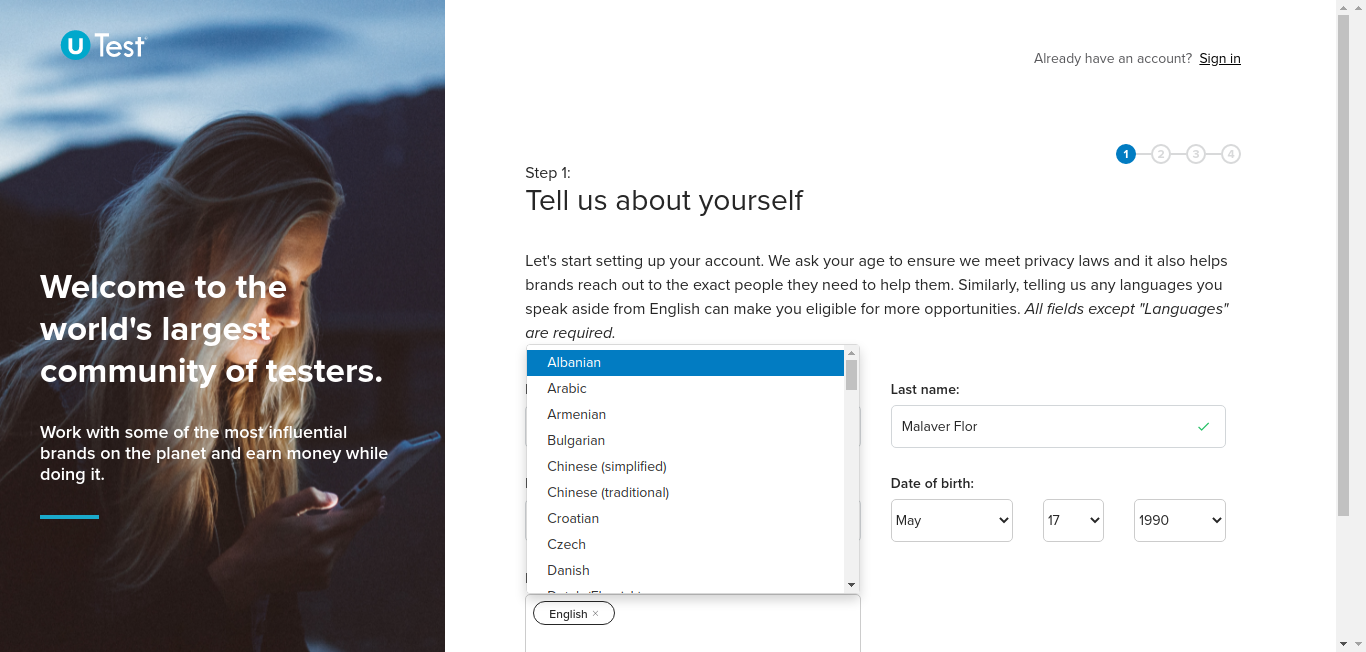 U Test
Already have an account? Sign in
1 2 3 4
Step 1:
Tell us about yourself
Let's start setting up your account. We ask your age to ensure we meet privacy laws and it also helps
brands reach out to the exact people they need to help them. Similarly, telling us any languages you
speak aside from English can make you eligible for more opportunities. All fields except "Languages"
are required.
Welcome to the
world's largest
community of testers.
Work with some of the most influential
brands on the planet and earn money while
doing it.
Albanian
Arabic
Armenian
Bulgarian
Chinese (simplified)
Chinese (traditional)
Croatian
Czech
Danish
Last name:
Malaver Flor
Date of birth:
May 17 1990
English ×